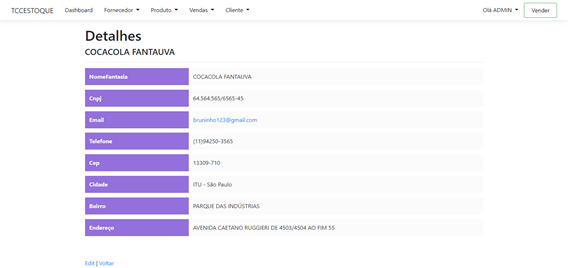 TCCESTOQUE Dashboard Fornecedor Produto Vendas Cliente Olá ADMIN Vender
Detalhes
COCACOLA FANTAUVA
NomeFantasia COCACOLA FANTAUVA
Cnpj 64.564.565/6565-45
Email bruninho123@gmail.com
Telefone (11)94250-3565
Cep 13309-710
Cidade ITU - São Paulo
Bairro PARQUE DAS INDÚSTRIAS
Endereço AVENIDA CAETANO RUGGIERI DE 4503/4504 AO FIM 55
Edit | Voltar